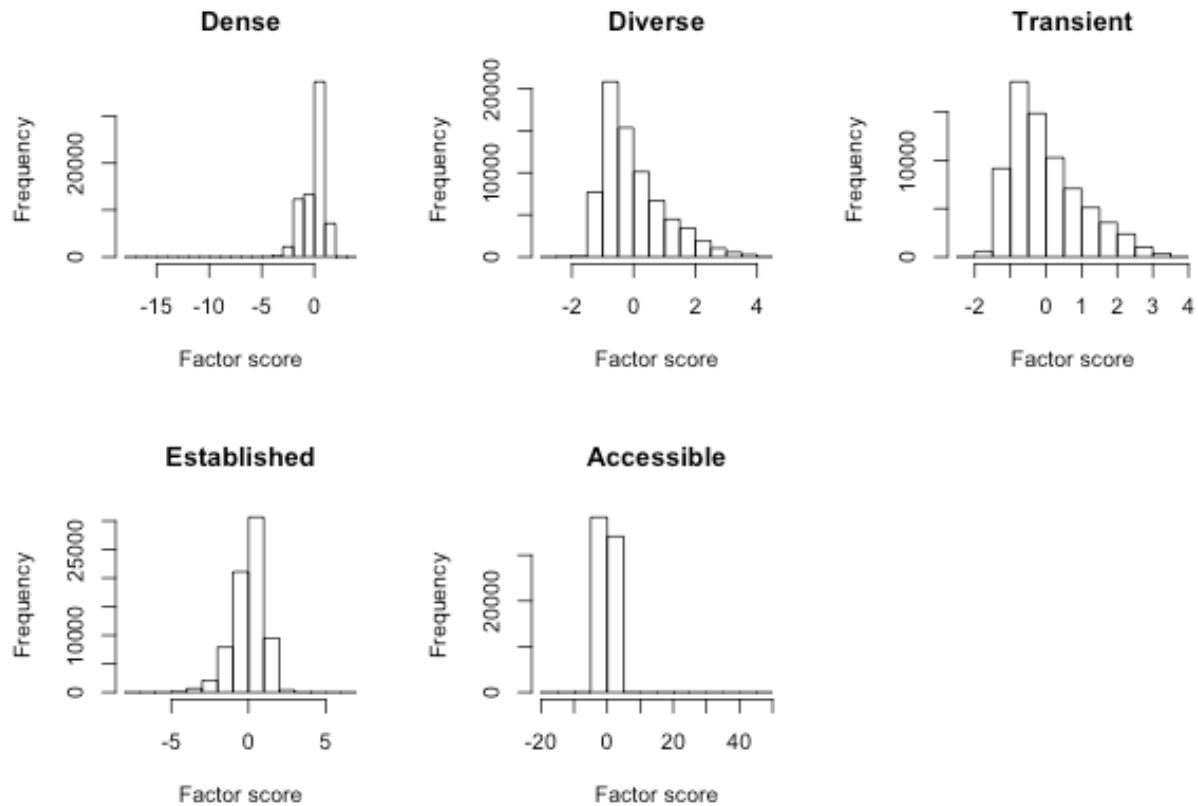 Dense
Frequency
0
20000
-15 -10 -5 0
Factor score
Diverse
Frequency
0 10000 20000
-2 0 2 4
Factor score
Transient
Frequency
0 10000
-2 0 1 2 3 4
Factor score
Established
Frequency
0 10000 25000
-5 0 5
Factor score
Accessible
Frequency
0 20000
-20 0 20 40
Factor score